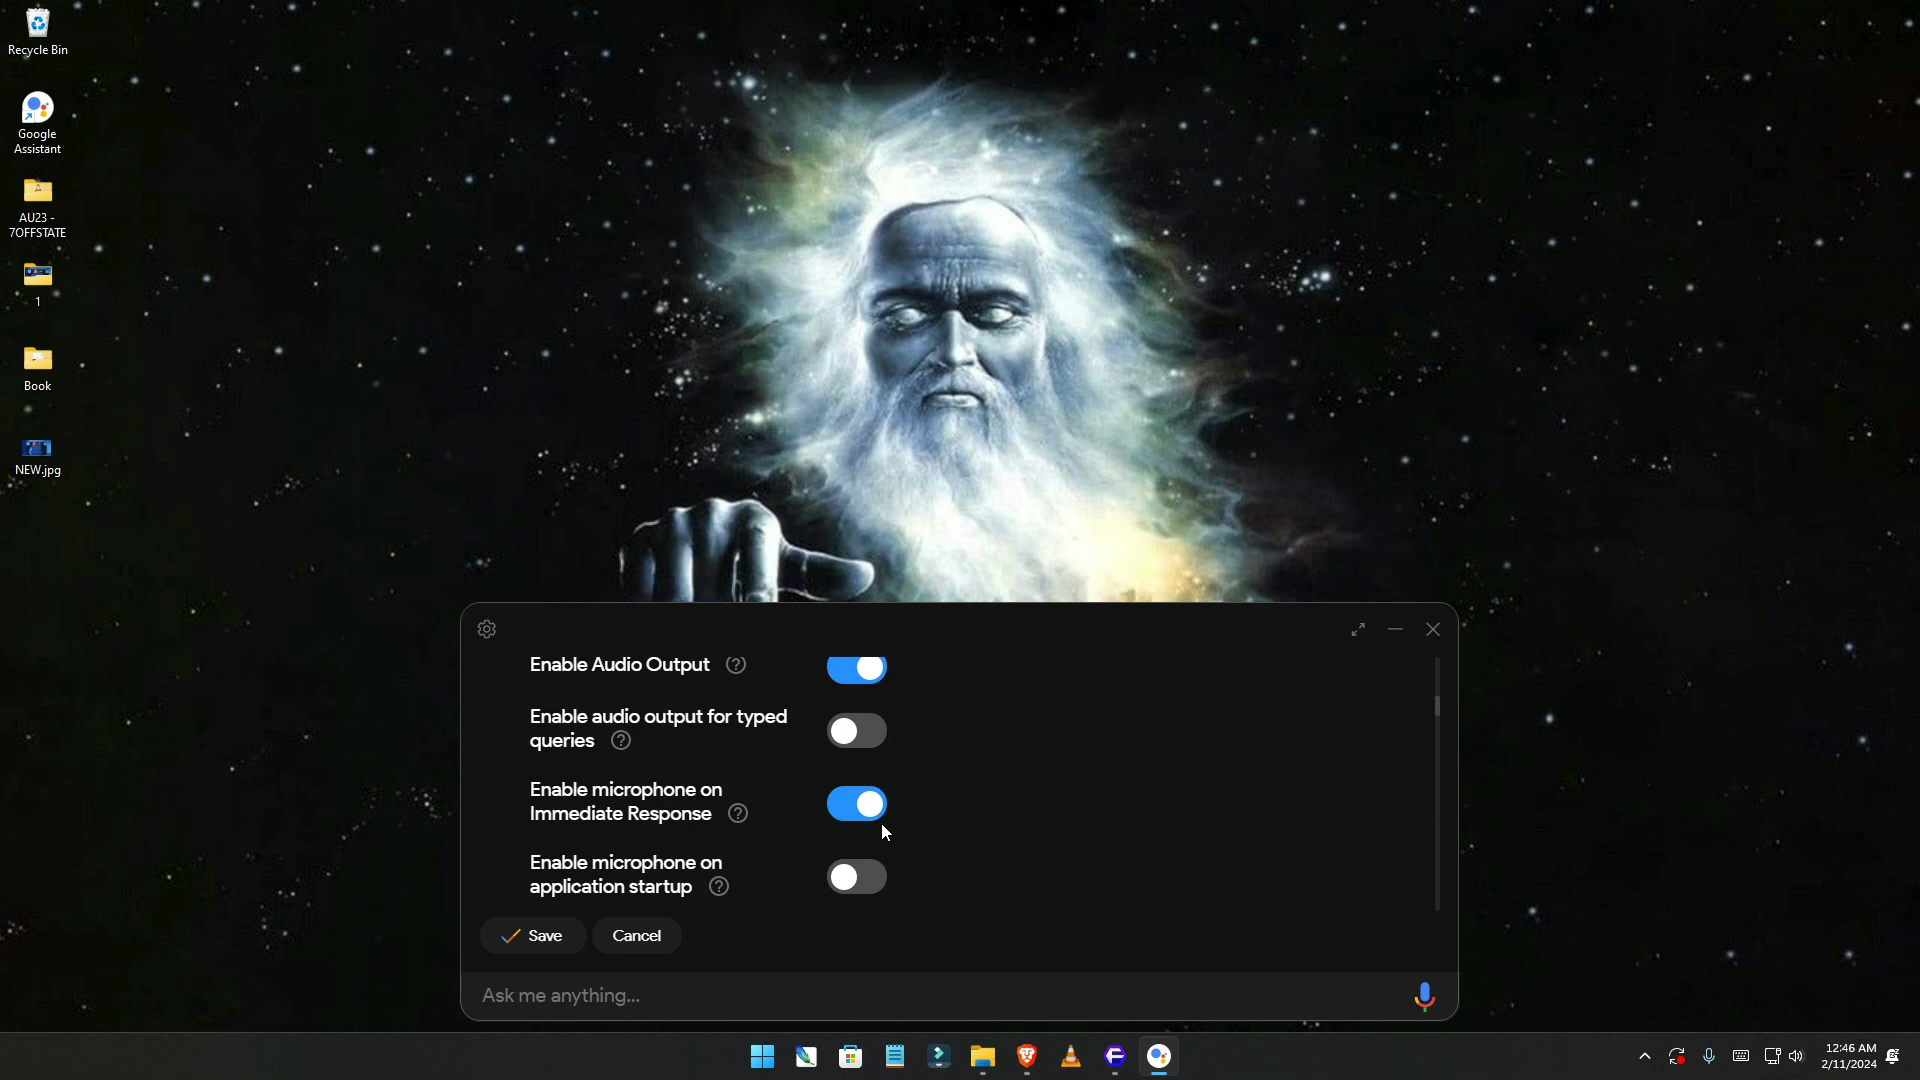 Recycle Bin
Google
Assistant
AU23 -
7OFFSTATE
1
Book
NEW.jpg
Enable Audio Output
Enable audio output for typed
queries
Enable microphone on
Immediate Response
Enable microphone on
application startup
Save
Cancel
Ask me anything...
12:46 AM
2/11/2024